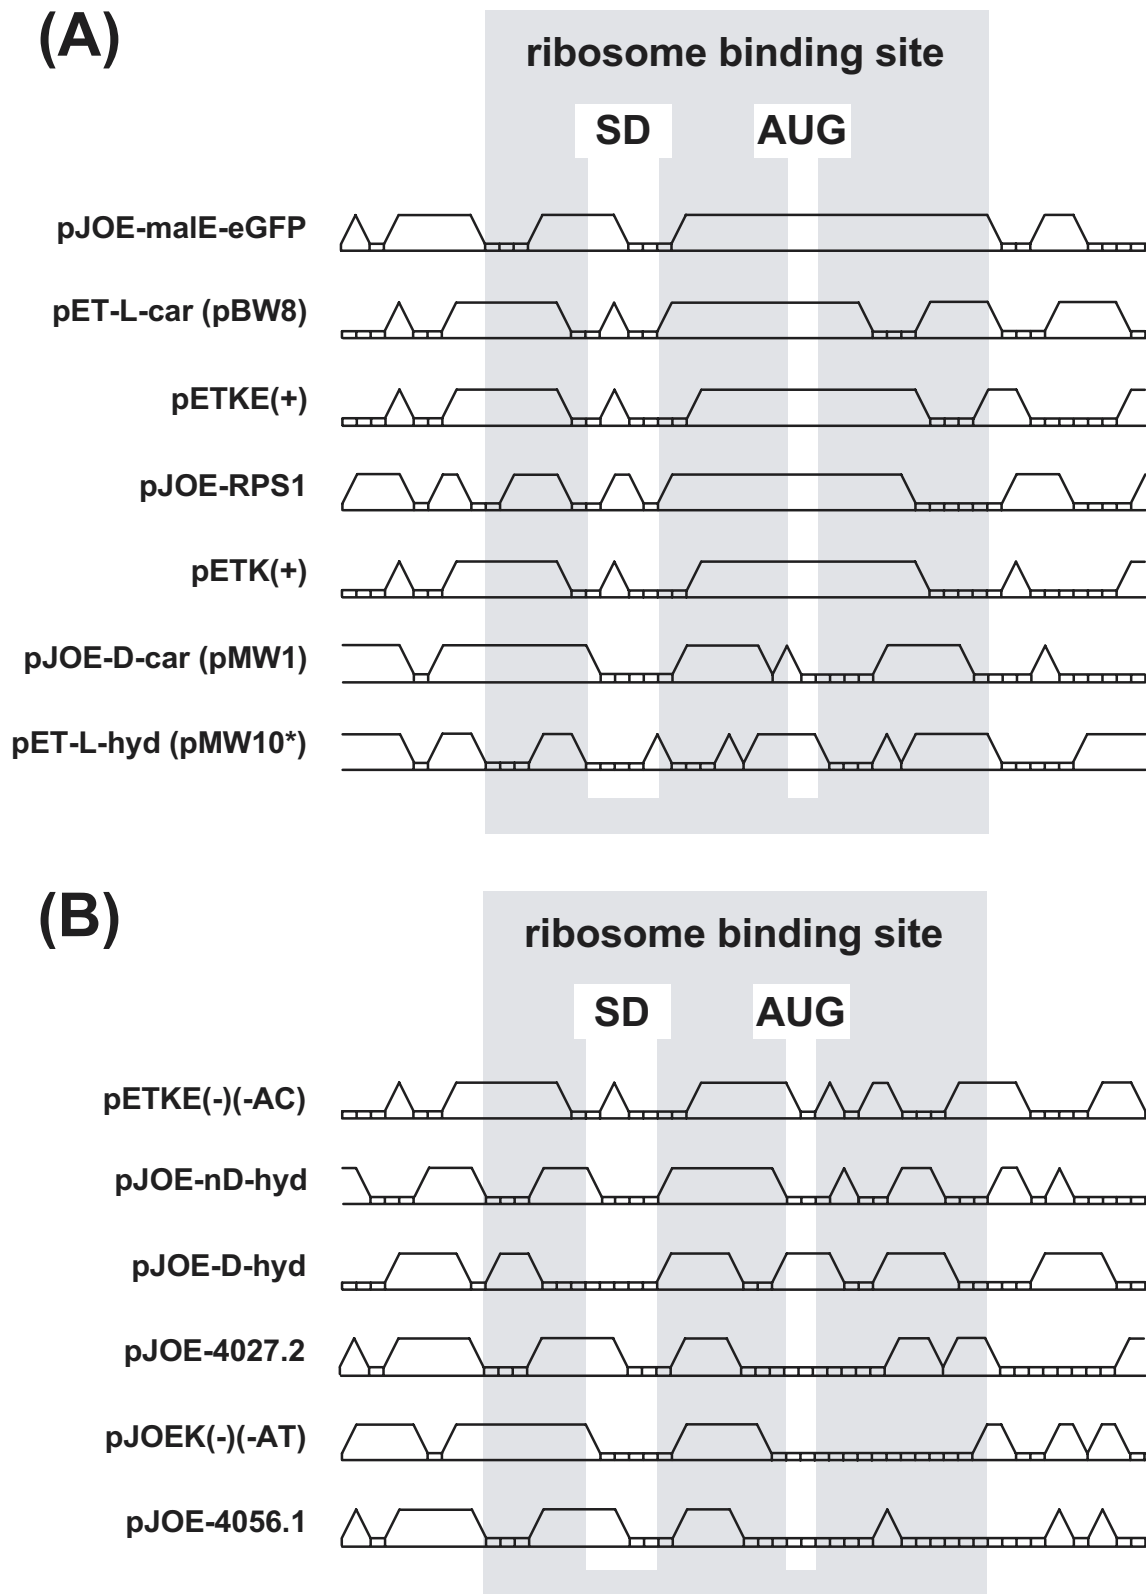 (A)
ribosome binding site
SD AUG
pJOE-malE-eGFP
pET-L-car (pBW8)
pETKE(+)
pJOE-RPS1
pETK(+)
pJOE-D-car (pMW1)
pET-L-hyd (pMW10*)
(B)
ribosome binding site
SD AUG
pETKE(-)(-AC)
pJOE-nD-hyd
pJOE-D-hyd
pJOE-4027.2
pJOEK(-)(-AT)
pJOE-4056.1